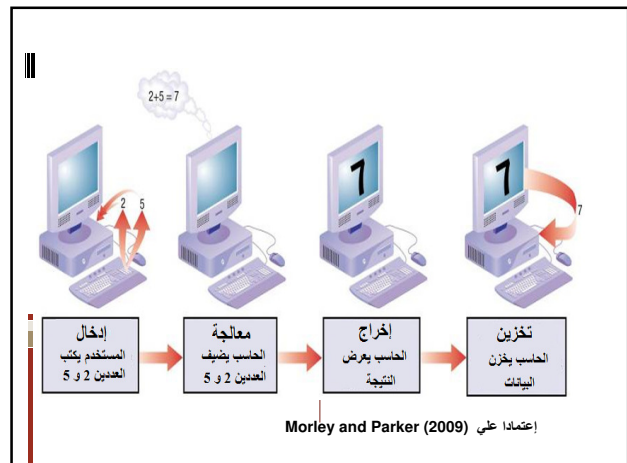 2+5 = 7
2 5
7
7
7
إدخال
المستخدم يكتب
العددين 2 و 5
معالجة
الحاسب يضيف
العددين 2 و 5
إخراج
الحاسب يعرض
النتيجة
تخزين
الحاسب يخزن
البيانات
إعتمادا علي Morley and Parker (2009)